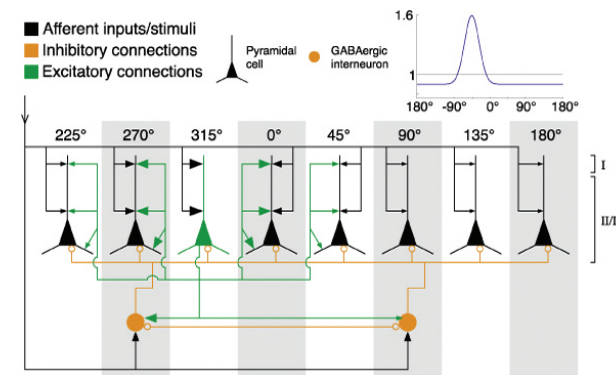 Afferent inputs/stimuli
Inhibitory connections
Excitatory connections
Pyramidal
cell
GABAergic
interneuron
1.6
1
180° -90° 0° 90° 180°
225° 270° 315° 0° 45° 90° 135° 180°
I